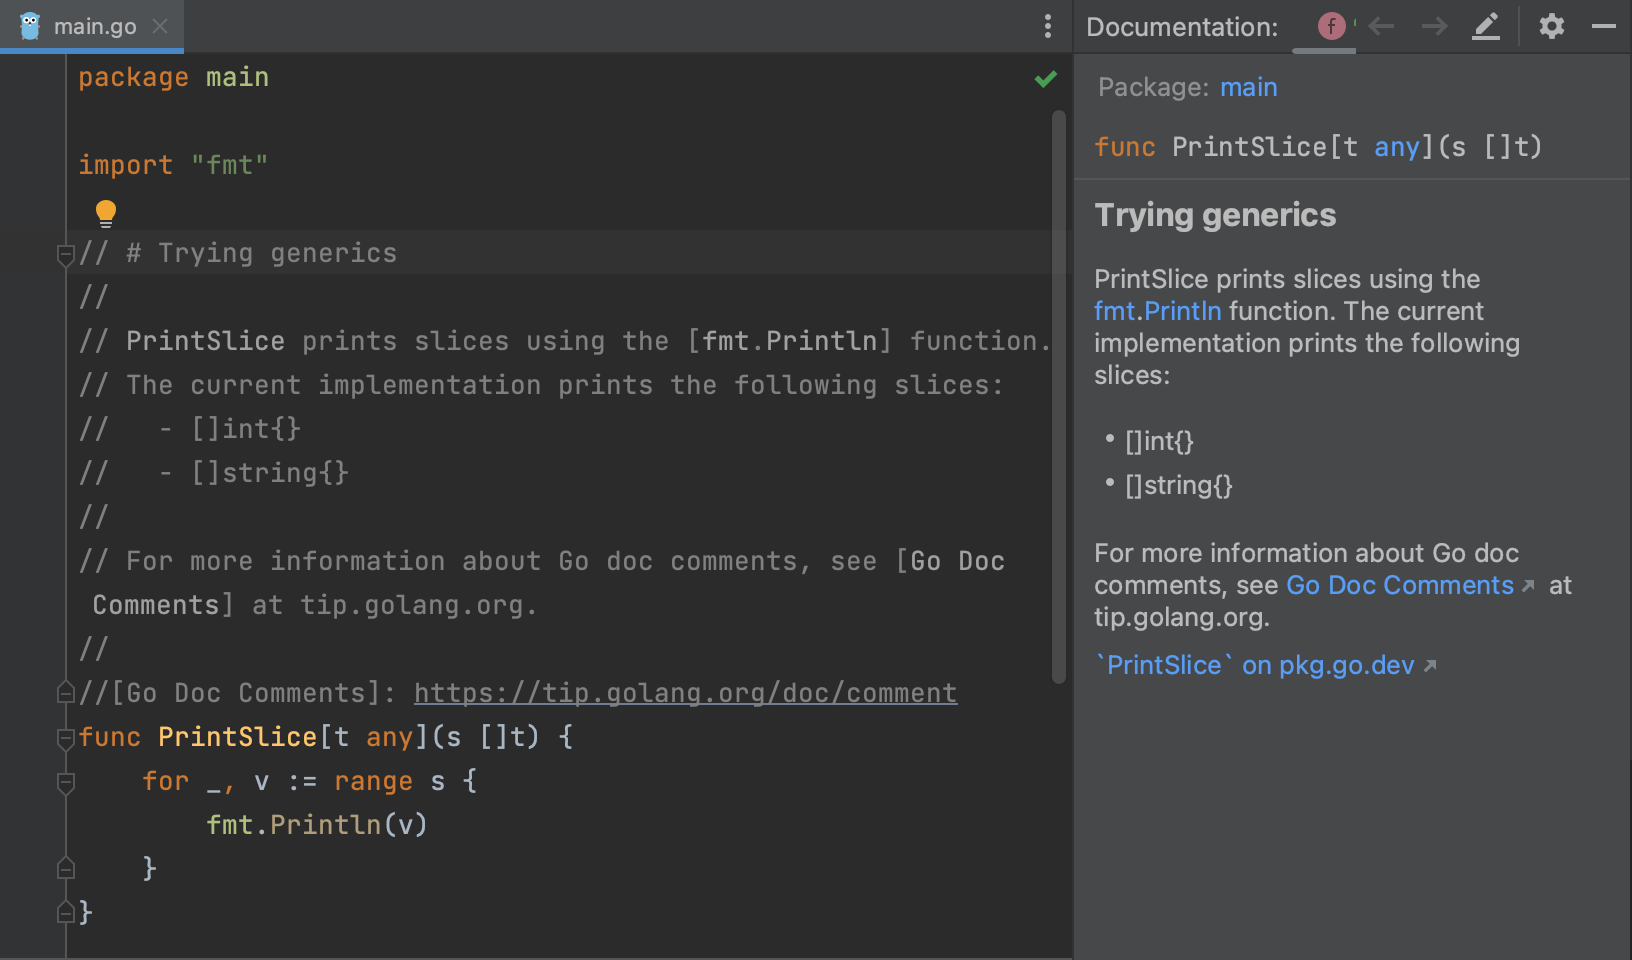 main.go
package main
import "fmt"
// # Trying generics
//
// PrintSlice prints slices using the [fmt.Println] function.
// The current implementation prints the following slices:
//   - []int{}
//   - []string{}
//
// For more information about Go doc comments, see [Go Doc
Comments] at tip.golang.org.
//
//[Go Doc Comments]: https://tip.golang.org/doc/comment
func PrintSlice[t any](s []t) {
    for _, v := range s {
        fmt.Println(v)
    }
}
Documentation: f
Package: main
func PrintSlice[t any](s []t)
Trying generics
PrintSlice prints slices using the
fmt.Println function. The current
implementation prints the following
slices:
• []int{}
• []string{}
For more information about Go doc
comments, see Go Doc Comments at
tip.golang.org.
`PrintSlice` on pkg.go.dev